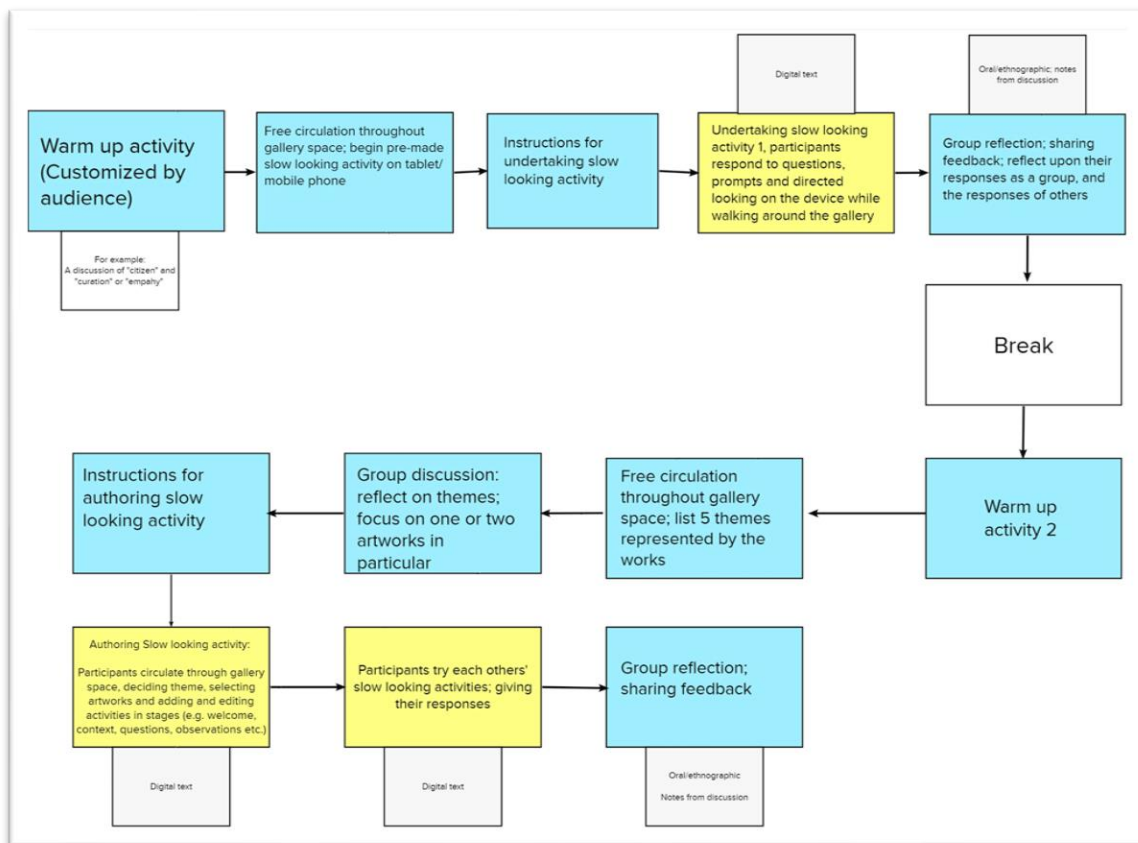 Digital text
Oral/ethnographic; notes
from discussion
Warm up activity
(Customized by
audience)
Free circulation throughout
gallery space; begin pre-made
slow looking activity on tablet/
mobile phone
Instructions for
undertaking slow
looking activity
Undertaking slow looking
activity 1, participants
respond to questions,
prompts and directed
looking on the device while
walking around the gallery
Group reflection; sharing
feedback; reflect upon their
responses as a group, and
the responses of others
For example:
A discussion of "citizen" and
"curation" or "empahy"
Break
Instructions for
authoring slow
looking activity
Group discussion:
reflect on themes;
focus on one or two
artworks in
particular
Free circulation
throughout gallery
space; list 5 themes
represented by the
works
Warm up
activity 2
Authoring Slow looking activity:
Participants circulate through gallery
space, deciding theme, selecting
artworks and adding and editing
activities in stages (e.g. welcome,
context, questions, observations etc.)
Participants try each others'
slow looking activities; giving
their responses
Group reflection;
sharing feedback
Digital text
Digital text
Oral/ethnographic
Notes from discussion